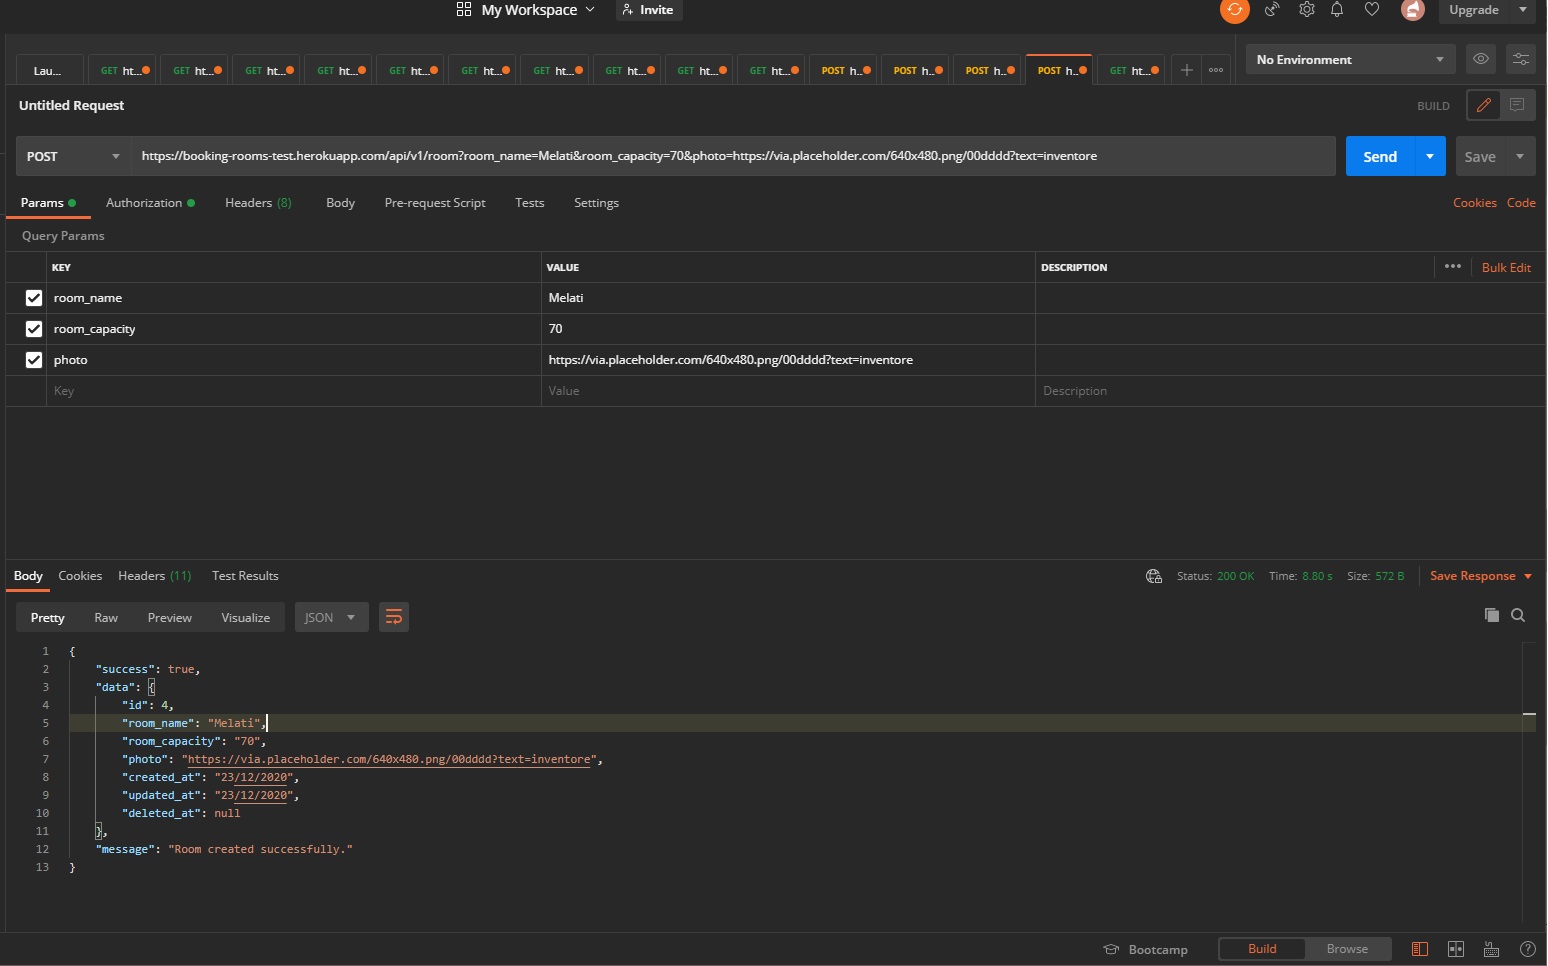 My Workspace Invite Upgrade
Lau... GET ht... GET ht... GET ht... GET ht... GET ht... GET ht... GET ht... GET ht... GET ht... GET ht... POST h... POST h... POST h... POST h... GET ht... No Environment
Untitled Request BUILD
POST https://booking-rooms-test.herokuapp.com/api/v1/room?room_name=Melati&room_capacity=70&photo=https://via.placeholder.com/640x480.png/00dddd?text=inventore Send Save
Params Authorization Headers (8) Body Pre-request Script Tests Settings Cookies Code
Query Params
KEY VALUE DESCRIPTION ••• Bulk Edit
room_name Melati
room_capacity 70
photo https://via.placeholder.com/640x480.png/00dddd?text=inventore
Key Value Description
Body Cookies Headers (11) Test Results Status: 200 OK Time: 8.80 s Size: 572 B Save Response
Pretty Raw Preview Visualize JSON
1 {
2 "success": true,
3 "data": {
4 "id": 4,
5 "room_name": "Melati",
6 "room_capacity": "70",
7 "photo": "https://via.placeholder.com/640x480.png/00dddd?text=inventore",
8 "created_at": "23/12/2020",
9 "updated_at": "23/12/2020",
10 "deleted_at": null
11 },
12 "message": "Room created successfully."
13 }
Bootcamp Build Browse